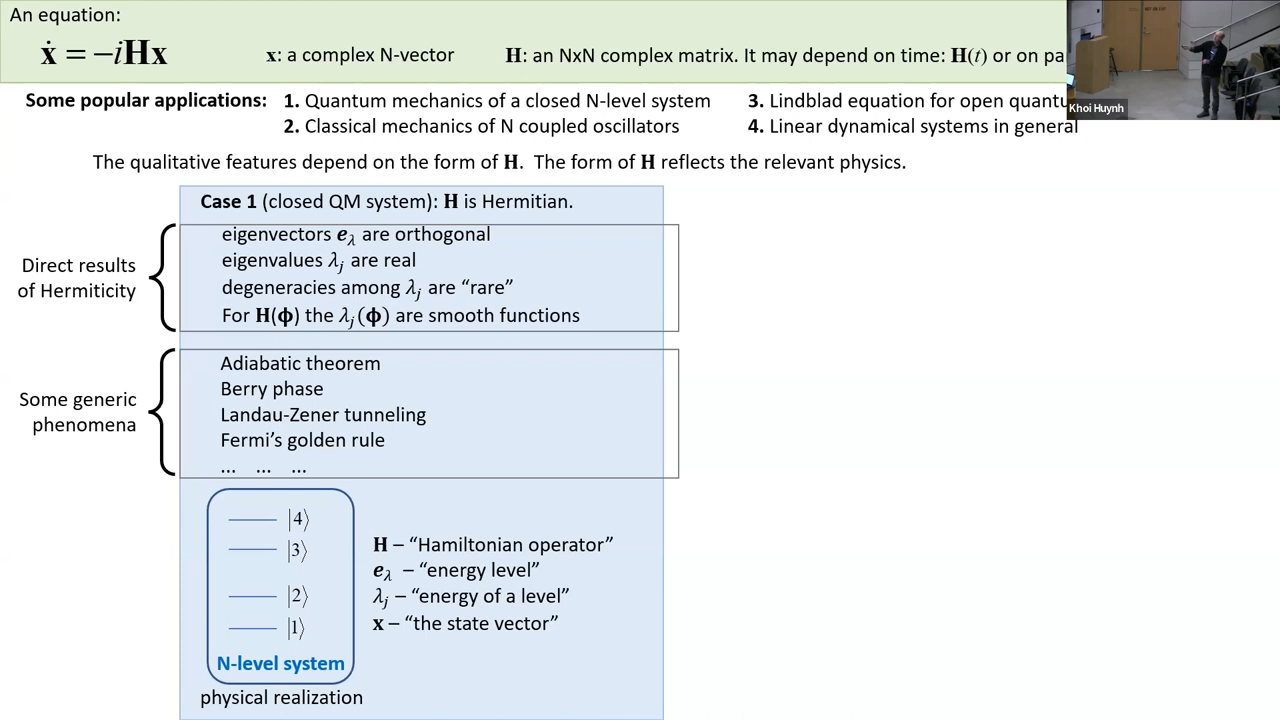 An equation:
ẋ = −iHx
x: a complex N-vector
H: an NxN complex matrix. It may depend on time: H(t) or on pa
Some popular applications:
1. Quantum mechanics of a closed N-level system
2. Classical mechanics of N coupled oscillators
3. Lindblad equation for open quantu
4. Linear dynamical systems in general
Khoi Huynh
The qualitative features depend on the form of H. The form of H reflects the relevant physics.
Case 1 (closed QM system): H is Hermitian.
Direct results
of Hermiticity
eigenvectors e_λ are orthogonal
eigenvalues λ_j are real
degeneracies among λ_j are “rare”
For H(ϕ) the λ_j(ϕ) are smooth functions
Some generic
phenomena
Adiabatic theorem
Berry phase
Landau-Zener tunneling
Fermi’s golden rule
... ... ...
|4⟩
|3⟩
|2⟩
|1⟩
N-level system
physical realization
H – “Hamiltonian operator”
e_λ – “energy level”
λ_j – “energy of a level”
x – “the state vector”